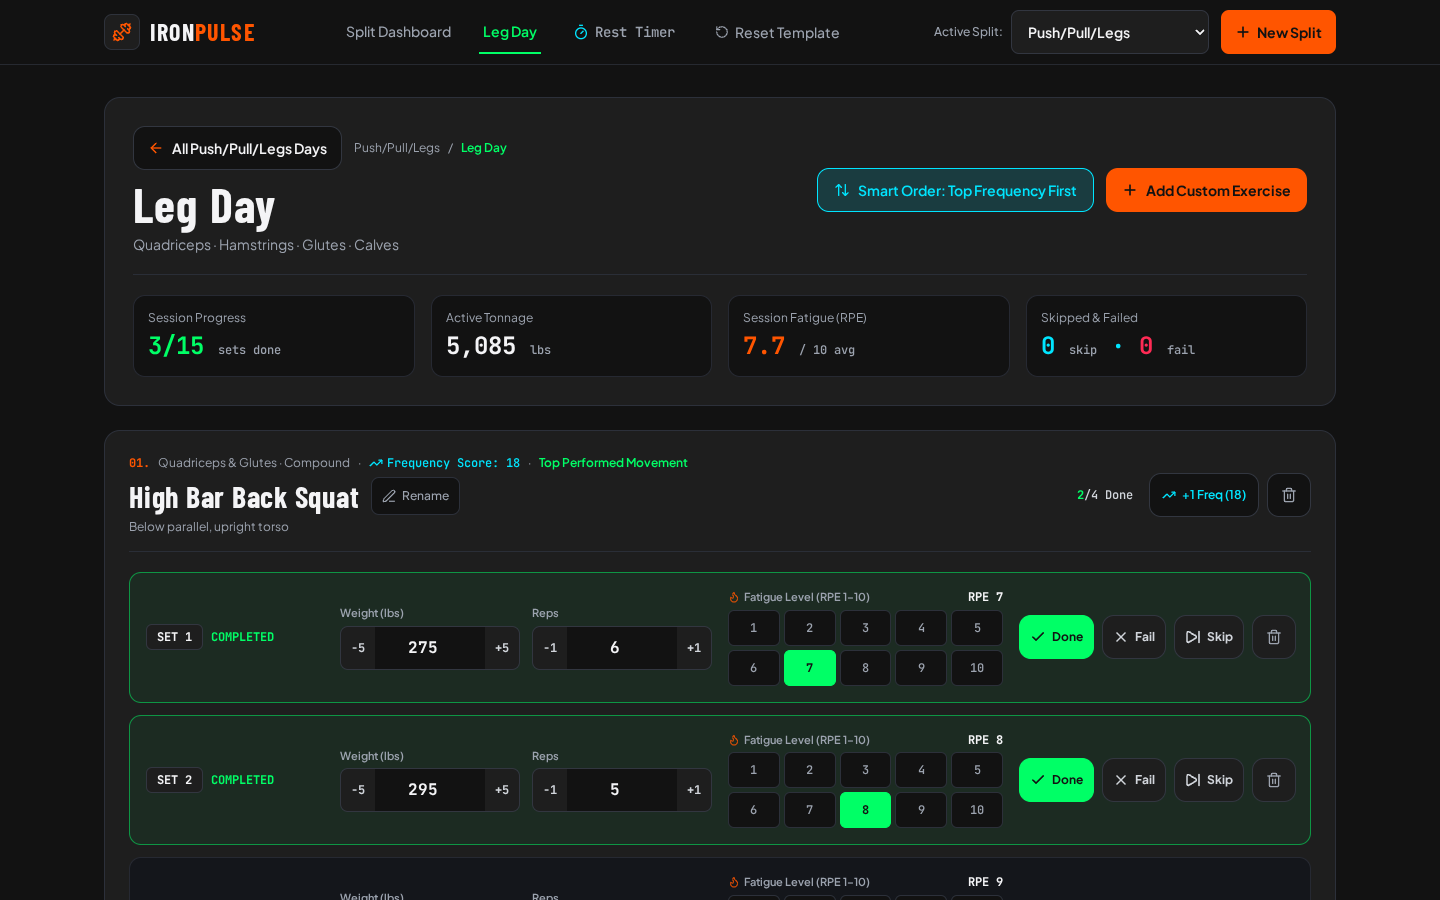 IRONPULSE
Split Dashboard
Leg Day
Rest Timer
Reset Template
Active Split:
Push/Pull/Legs
New Split
All Push/Pull/Legs Days
Push/Pull/Legs / Leg Day
Leg Day
Quadriceps · Hamstrings · Glutes · Calves
Smart Order: Top Frequency First
Add Custom Exercise
Session Progress
3/15 sets done
Active Tonnage
5,085 lbs
Session Fatigue (RPE)
7.7 / 10 avg
Skipped & Failed
0 skip · 0 fail
01. Quadriceps & Glutes · Compound · Frequency Score: 18 · Top Performed Movement
High Bar Back Squat
Rename
Below parallel, upright torso
2/4 Done
+1 Freq (18)
SET 1 COMPLETED
Weight (lbs)
-5 275 +5
Reps
-1 6 +1
Fatigue Level (RPE 1–10) RPE 7
1 2 3 4 5
6 7 8 9 10
Done
Fail
Skip
SET 2 COMPLETED
Weight (lbs)
-5 295 +5
Reps
-1 5 +1
Fatigue Level (RPE 1–10) RPE 8
1 2 3 4 5
6 7 8 9 10
Done
Fail
Skip
Weight (lbs)
Reps
Fatigue Level (RPE 1–10) RPE 9